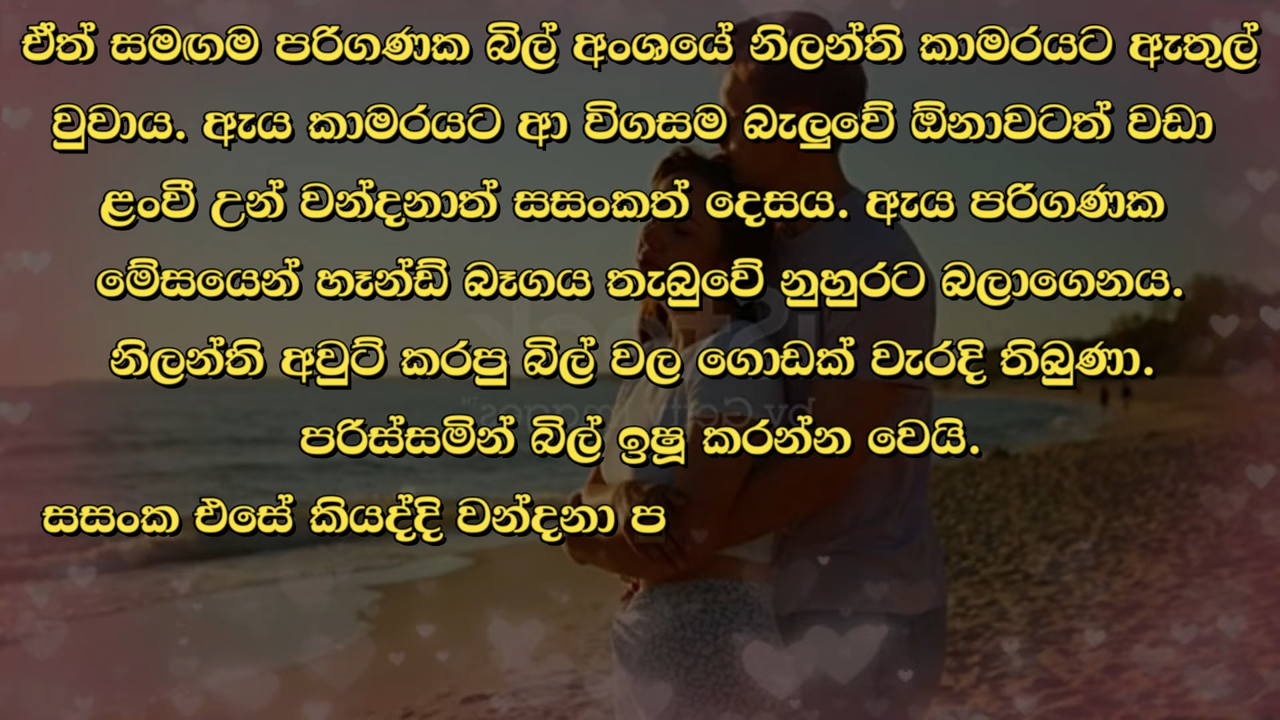 ඒත් සමඟම පරිගණක බිල් අංශයේ නිලන්ති කාමරයට ඇතුල්
වුවාය. ඇය කාමරයට ආ විගසම බැලුවේ ඕනාවටත් වඩා
ළංවී උන් වන්දනාත් සසංකත් දෙසය. ඇය පරිගණක
මේසයෙන් හෑන්ඩ් බෑගය තැබුවේ නුහුරට බලාගෙනය.
නිලන්ති අවුට් කරපු බිල් වල ගොඩක් වැරදි තිබුණා.
පරිස්සමින් බිල් ඉෂූ කරන්න වෙයි.
සසංක එසේ කියද්දි වන්දනා ප